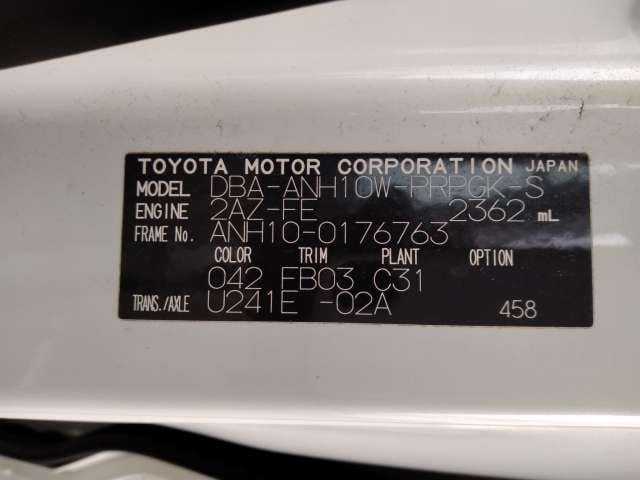 TOYOTA MOTOR CORPORATION JAPAN
MODEL DBA-ANH10W-PRPGK-S
ENGINE 2AZ-FE 2362 mL
FRAME No. ANH10-0176763
COLOR TRIM PLANT OPTION
042 FB03 C31
TRANS./AXLE U241E -02A 458